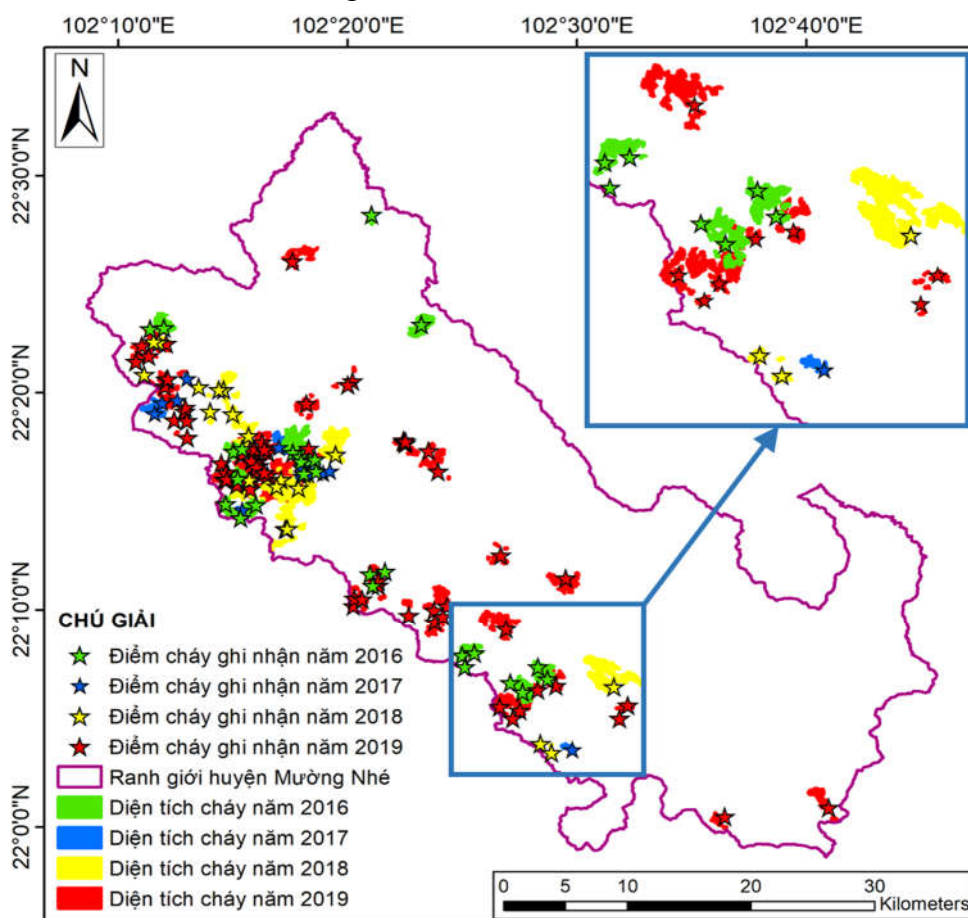 102°10'0"E 102°20'0"E 102°30'0"E 102°40'0"E
N
22°30'0"N
22°20'0"N
22°10'0"N
22°0'0"N
CHÚ GIẢI
Điểm cháy ghi nhận năm 2016
Điểm cháy ghi nhận năm 2017
Điểm cháy ghi nhận năm 2018
Điểm cháy ghi nhận năm 2019
Ranh giới huyện Mường Nhé
Diện tích cháy năm 2016
Diện tích cháy năm 2017
Diện tích cháy năm 2018
Diện tích cháy năm 2019
0 5 10 20 30
Kilometers